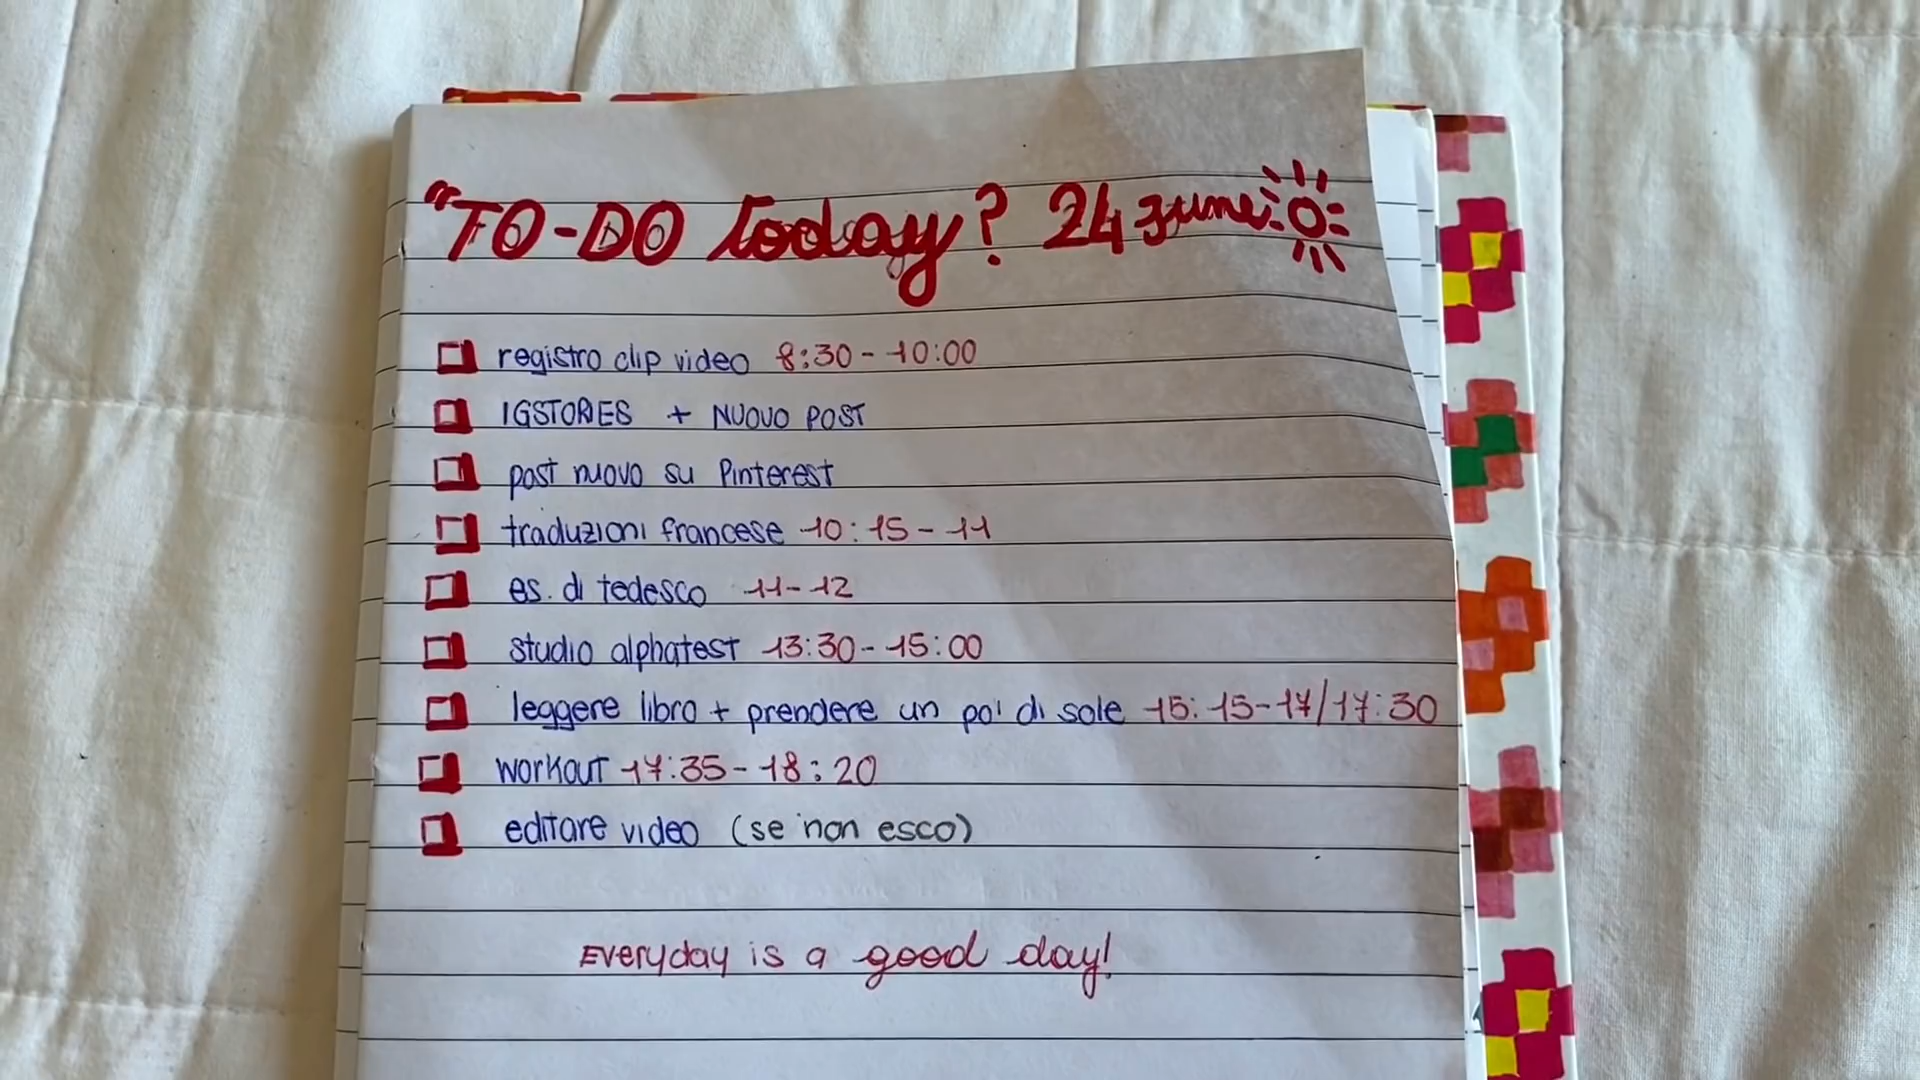 "TO-DO today? 24 June
registro clip video 8:30 - 10:00
IGSTORIES + NUOVO POST
post nuovo su Pinterest
traduzioni francese 10:15 - 11
es. di tedesco 11 - 12
studio alphatest 13:30 - 15:00
leggere libro + prendere un po' di sole 15:15 - 17/17:30
workout 17:35 - 18:20
editare video (se non esco)
Everyday is a good day!